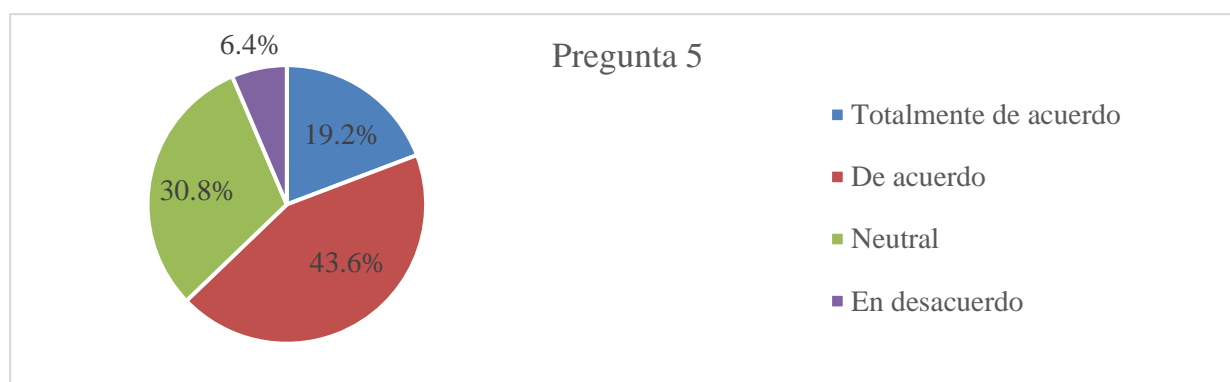 Pregunta 5
6.4%
19.2%
30.8%
43.6%
Totalmente de acuerdo
De acuerdo
Neutral
En desacuerdo